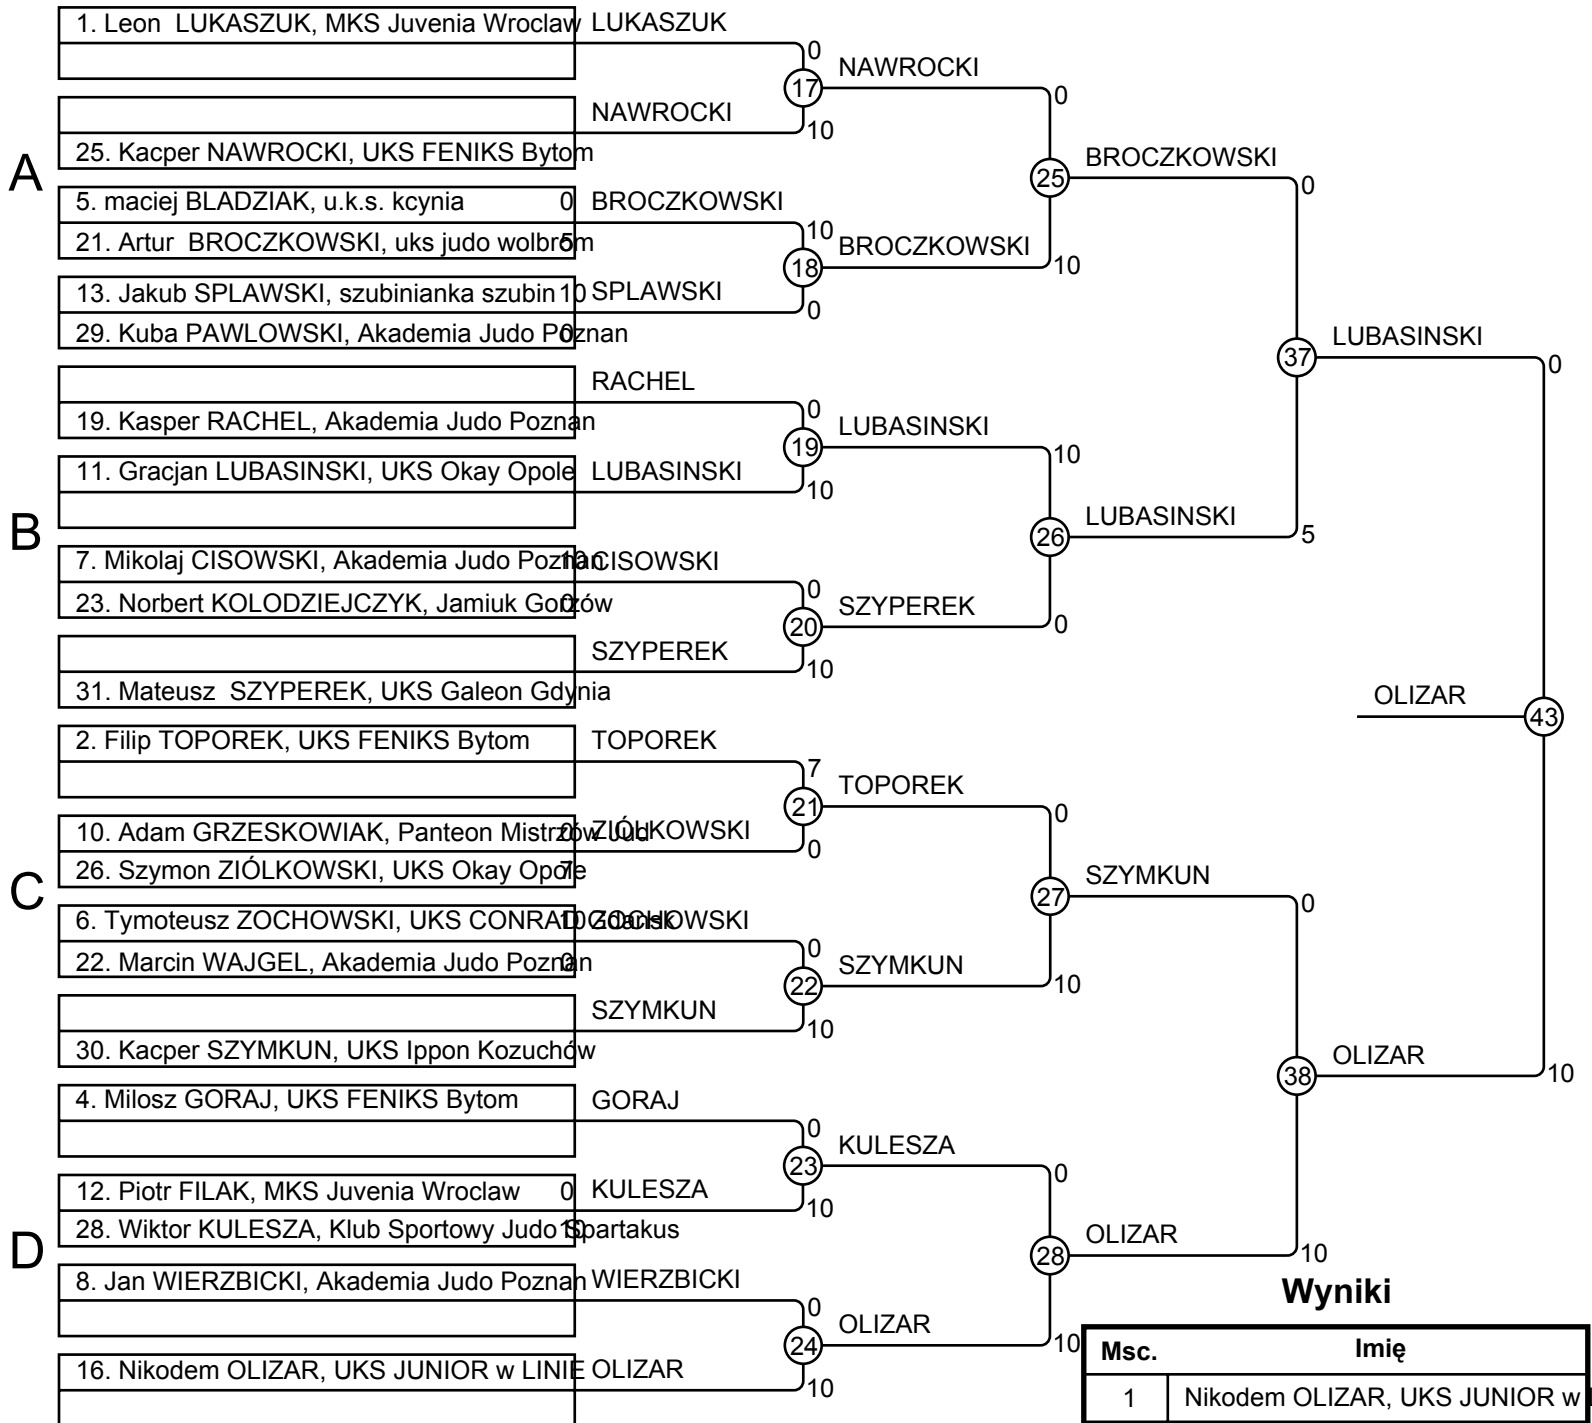 1. Leon  LUKASZUK, MKS Juvenia Wroclaw LUKASZUK
0
NAWROCKI
17
0
NAWROCKI
10
25. Kacper NAWROCKI, UKS FENIKS Bytom
A
BROCZKOWSKI
25
0
5. maciej BLADZIAK, u.k.s. kcynia 0 BROCZKOWSKI
10
21. Artur  BROCZKOWSKI, uks judo wolbrom 5
BROCZKOWSKI
18
10
13. Jakub SPLAWSKI, szubinianka szubin 10 SPLAWSKI
0
29. Kuba PAWLOWSKI, Akademia Judo Poznan 0
LUBASINSKI
37
0
RACHEL
0
19. Kasper RACHEL, Akademia Judo Poznan
LUBASINSKI
19
10
11. Gracjan LUBASINSKI, UKS Okay Opole LUBASINSKI
10
B
LUBASINSKI
26
5
7. Mikolaj CISOWSKI, Akademia Judo Poznan 10 CISOWSKI
0
23. Norbert KOLODZIEJCZYK, Jamiuk Gorzów 0
SZYPEREK
20
0
SZYPEREK
10
31. Mateusz  SZYPEREK, UKS Galeon Gdynia
OLIZAR
43
2. Filip TOPOREK, UKS FENIKS Bytom TOPOREK
7
TOPOREK
21
0
10. Adam GRZESKOWIAK, Panteon Mistrzów Jud 0 ZIÓLKOWSKI
0
26. Szymon ZIÓLKOWSKI, UKS Okay Opole 7
C
SZYMKUN
27
0
6. Tymoteusz ZOCHOWSKI, UKS CONRAD Gdansk 10 ZOCHOWSKI
0
22. Marcin WAJGEL, Akademia Judo Poznan 0
SZYMKUN
22
10
SZYMKUN
10
30. Kacper SZYMKUN, UKS Ippon Kozuchów
OLIZAR
38
10
4. Milosz GORAJ, UKS FENIKS Bytom GORAJ
0
KULESZA
23
0
12. Piotr FILAK, MKS Juvenia Wroclaw 0 KULESZA
10
28. Wiktor KULESZA, Klub Sportowy Judo Spartakus 10
D
OLIZAR
28
10
8. Jan WIERZBICKI, Akademia Judo Poznan WIERZBICKI
0
OLIZAR
24
10
16. Nikodem OLIZAR, UKS JUNIOR w LINIE OLIZAR
10
Wyniki
Msc. Imię
1 Nikodem OLIZAR, UKS JUNIOR w